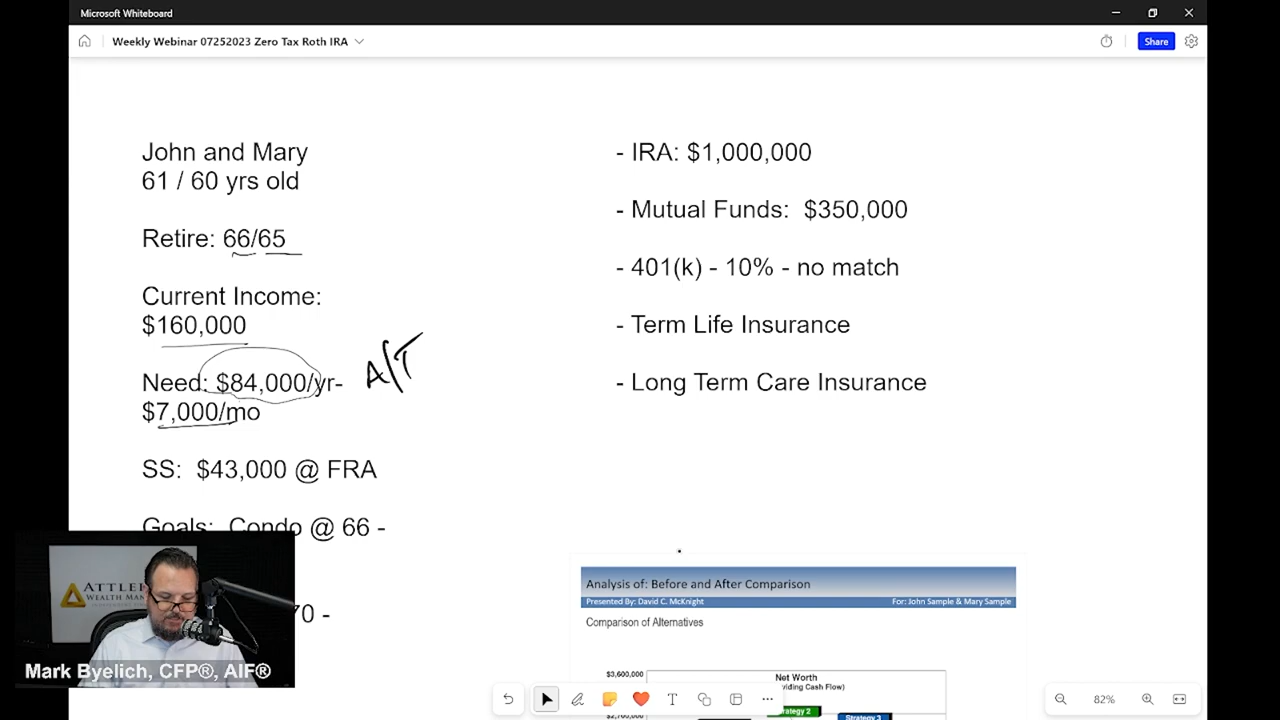 Microsoft Whiteboard
Weekly Webinar 07252023 Zero Tax Roth IRA
Share
John and Mary
61 / 60 yrs old
Retire: 66/65
Current Income:
$160,000
Need: $84,000/yr-
A/T
$7,000/mo
SS: $43,000 @ FRA
Goals: Condo @ 66 -
70 -
- IRA: $1,000,000
- Mutual Funds: $350,000
- 401(k) - 10% - no match
- Term Life Insurance
- Long Term Care Insurance
Analysis of: Before and After Comparison
Presented By: David C. McKnight
For: John Sample & Mary Sample
Comparison of Alternatives
$3,600,000
Net Worth
Cash Flow)
Strategy 3
WEALTH
Mark Byelich, CFP®, AIF®
82%